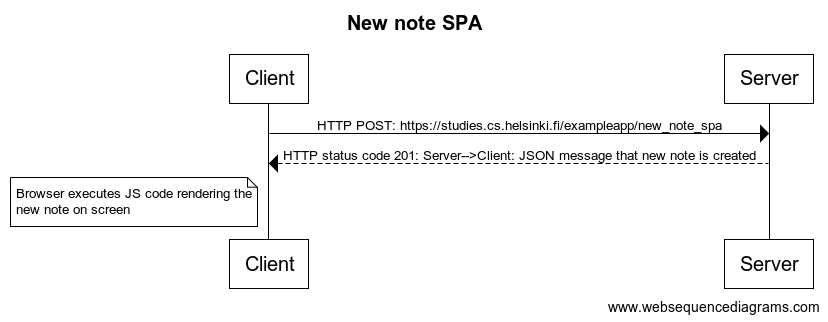 New note SPA
Client
Server
HTTP POST: https://studies.cs.helsinki.fi/exampleapp/new_note_spa
HTTP status code 201: Server-->Client: JSON message that new note is created
Browser executes JS code rendering the
new note on screen
Client
Server
www.websequencediagrams.com